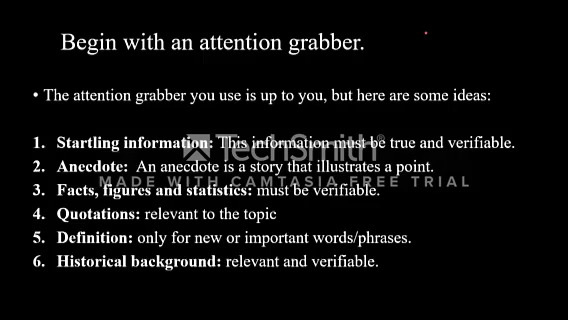 Begin with an attention grabber.
• The attention grabber you use is up to you, but here are some ideas:
1. Startling information: This information must be true and verifiable.
TechSmith®
2. Anecdote: An anecdote is a story that illustrates a point.
MADE WITH CAMTASIA FREE TRIAL
3. Facts, figures and statistics: must be verifiable.
4. Quotations: relevant to the topic
5. Definition: only for new or important words/phrases.
6. Historical background: relevant and verifiable.